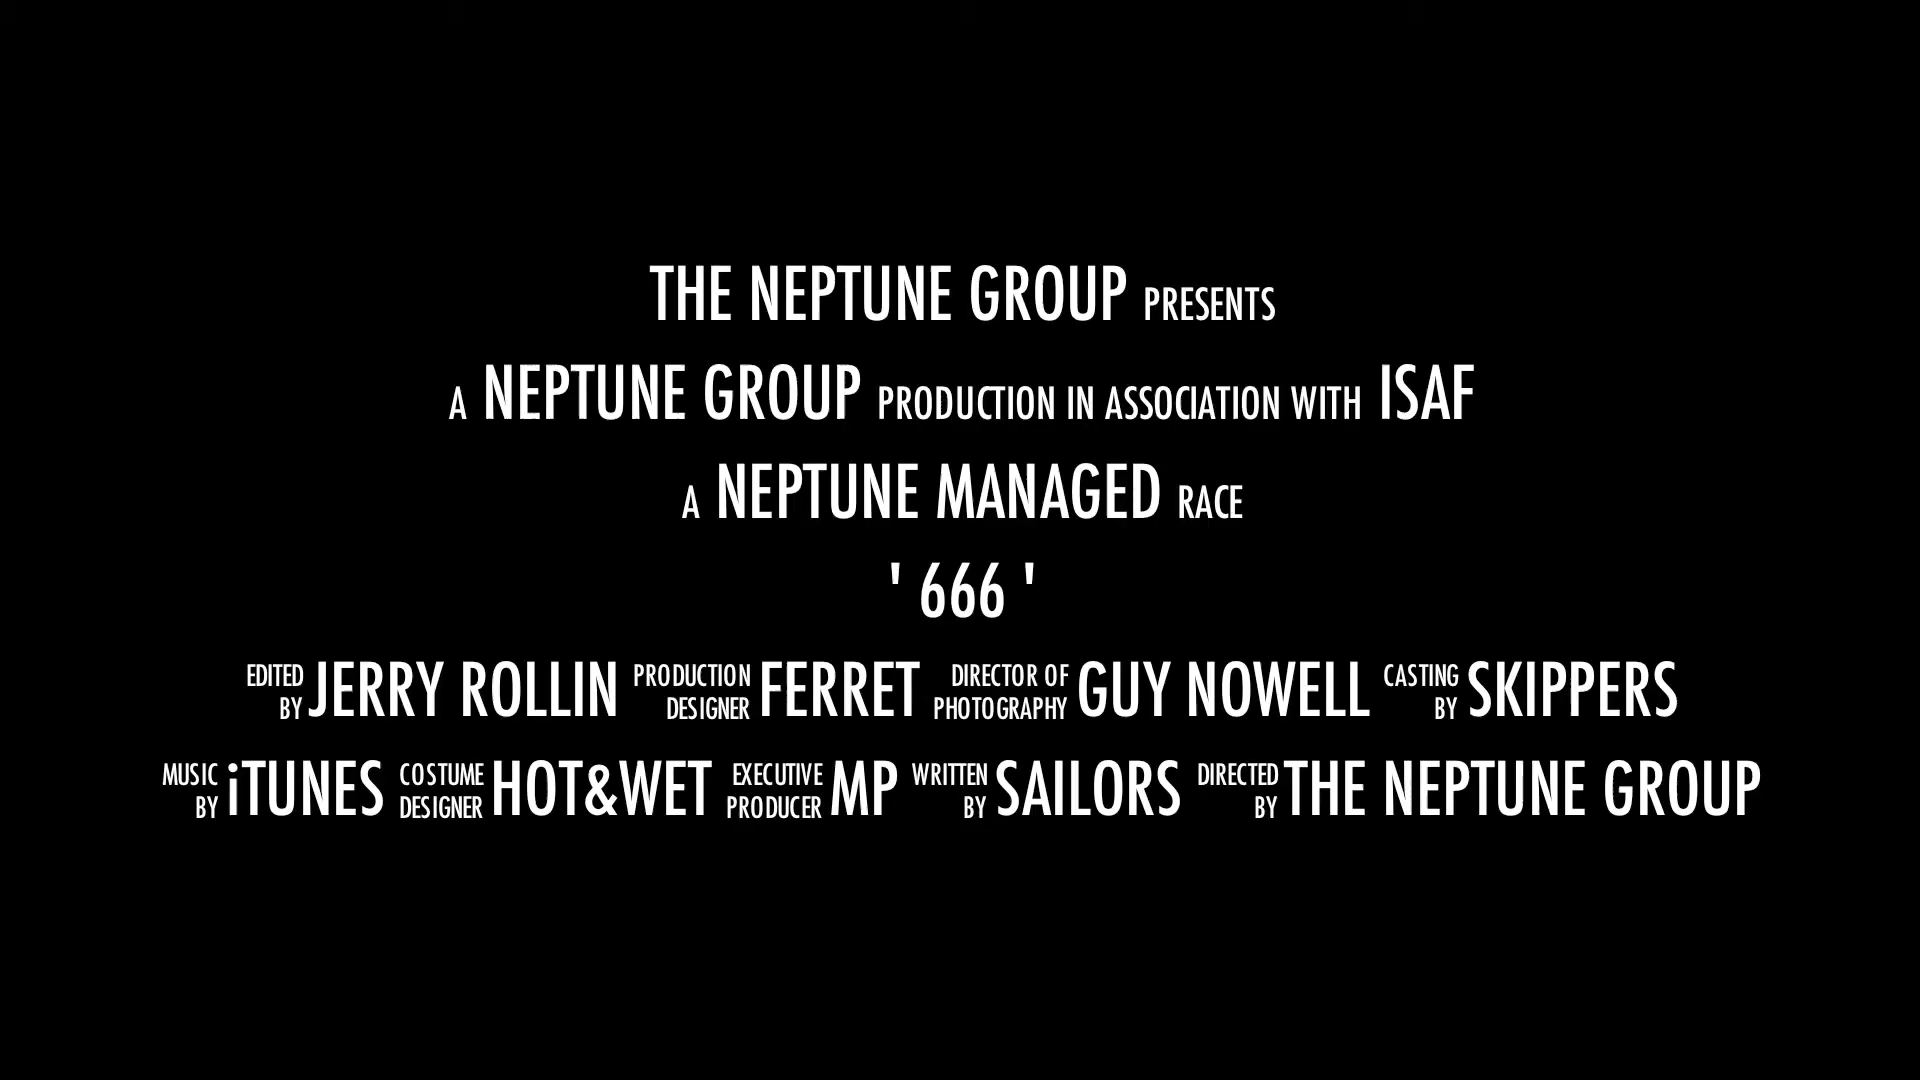 THE NEPTUNE GROUP PRESENTS
A NEPTUNE GROUP PRODUCTION IN ASSOCIATION WITH ISAF
A NEPTUNE MANAGED RACE
' 666 '
EDITED BY JERRY ROLLIN PRODUCTION DESIGNER FERRET DIRECTOR OF PHOTOGRAPHY GUY NOWELL CASTING BY SKIPPERS
MUSIC BY iTUNES COSTUME DESIGNER HOT&WET EXECUTIVE PRODUCER MP WRITTEN BY SAILORS DIRECTED BY THE NEPTUNE GROUP